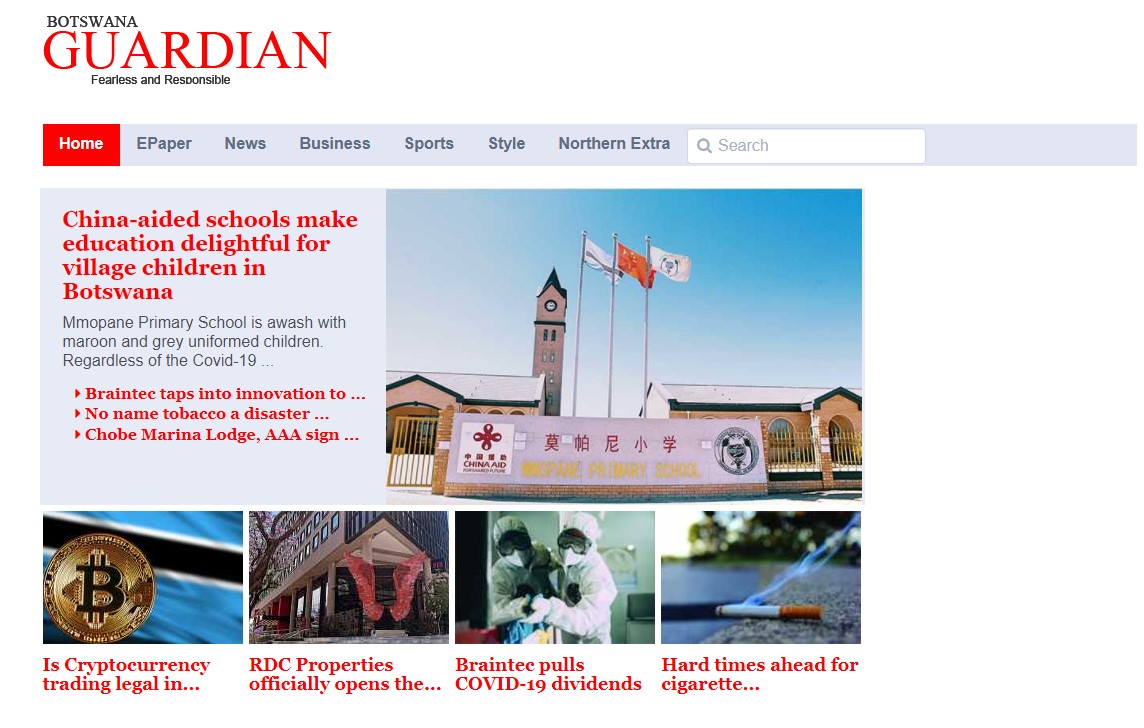 BOTSWANA
GUARDIAN
Fearless and Responsible
Home EPaper News Business Sports Style Northern Extra Search
China-aided schools make
education delightful for
village children in
Botswana
Mmopane Primary School is awash with
maroon and grey uniformed children.
Regardless of the Covid-19 ...
Braintec taps into innovation to ...
No name tobacco a disaster ...
Chobe Marina Lodge, AAA sign ...
莫帕尼小学
中国援助
CHINA AID
FOR SHARED FUTURE
MMOPANE PRIMARY SCHOOL
Is Cryptocurrency
trading legal in...
RDC Properties
officially opens the...
Braintec pulls
COVID-19 dividends
Hard times ahead for
cigarette...